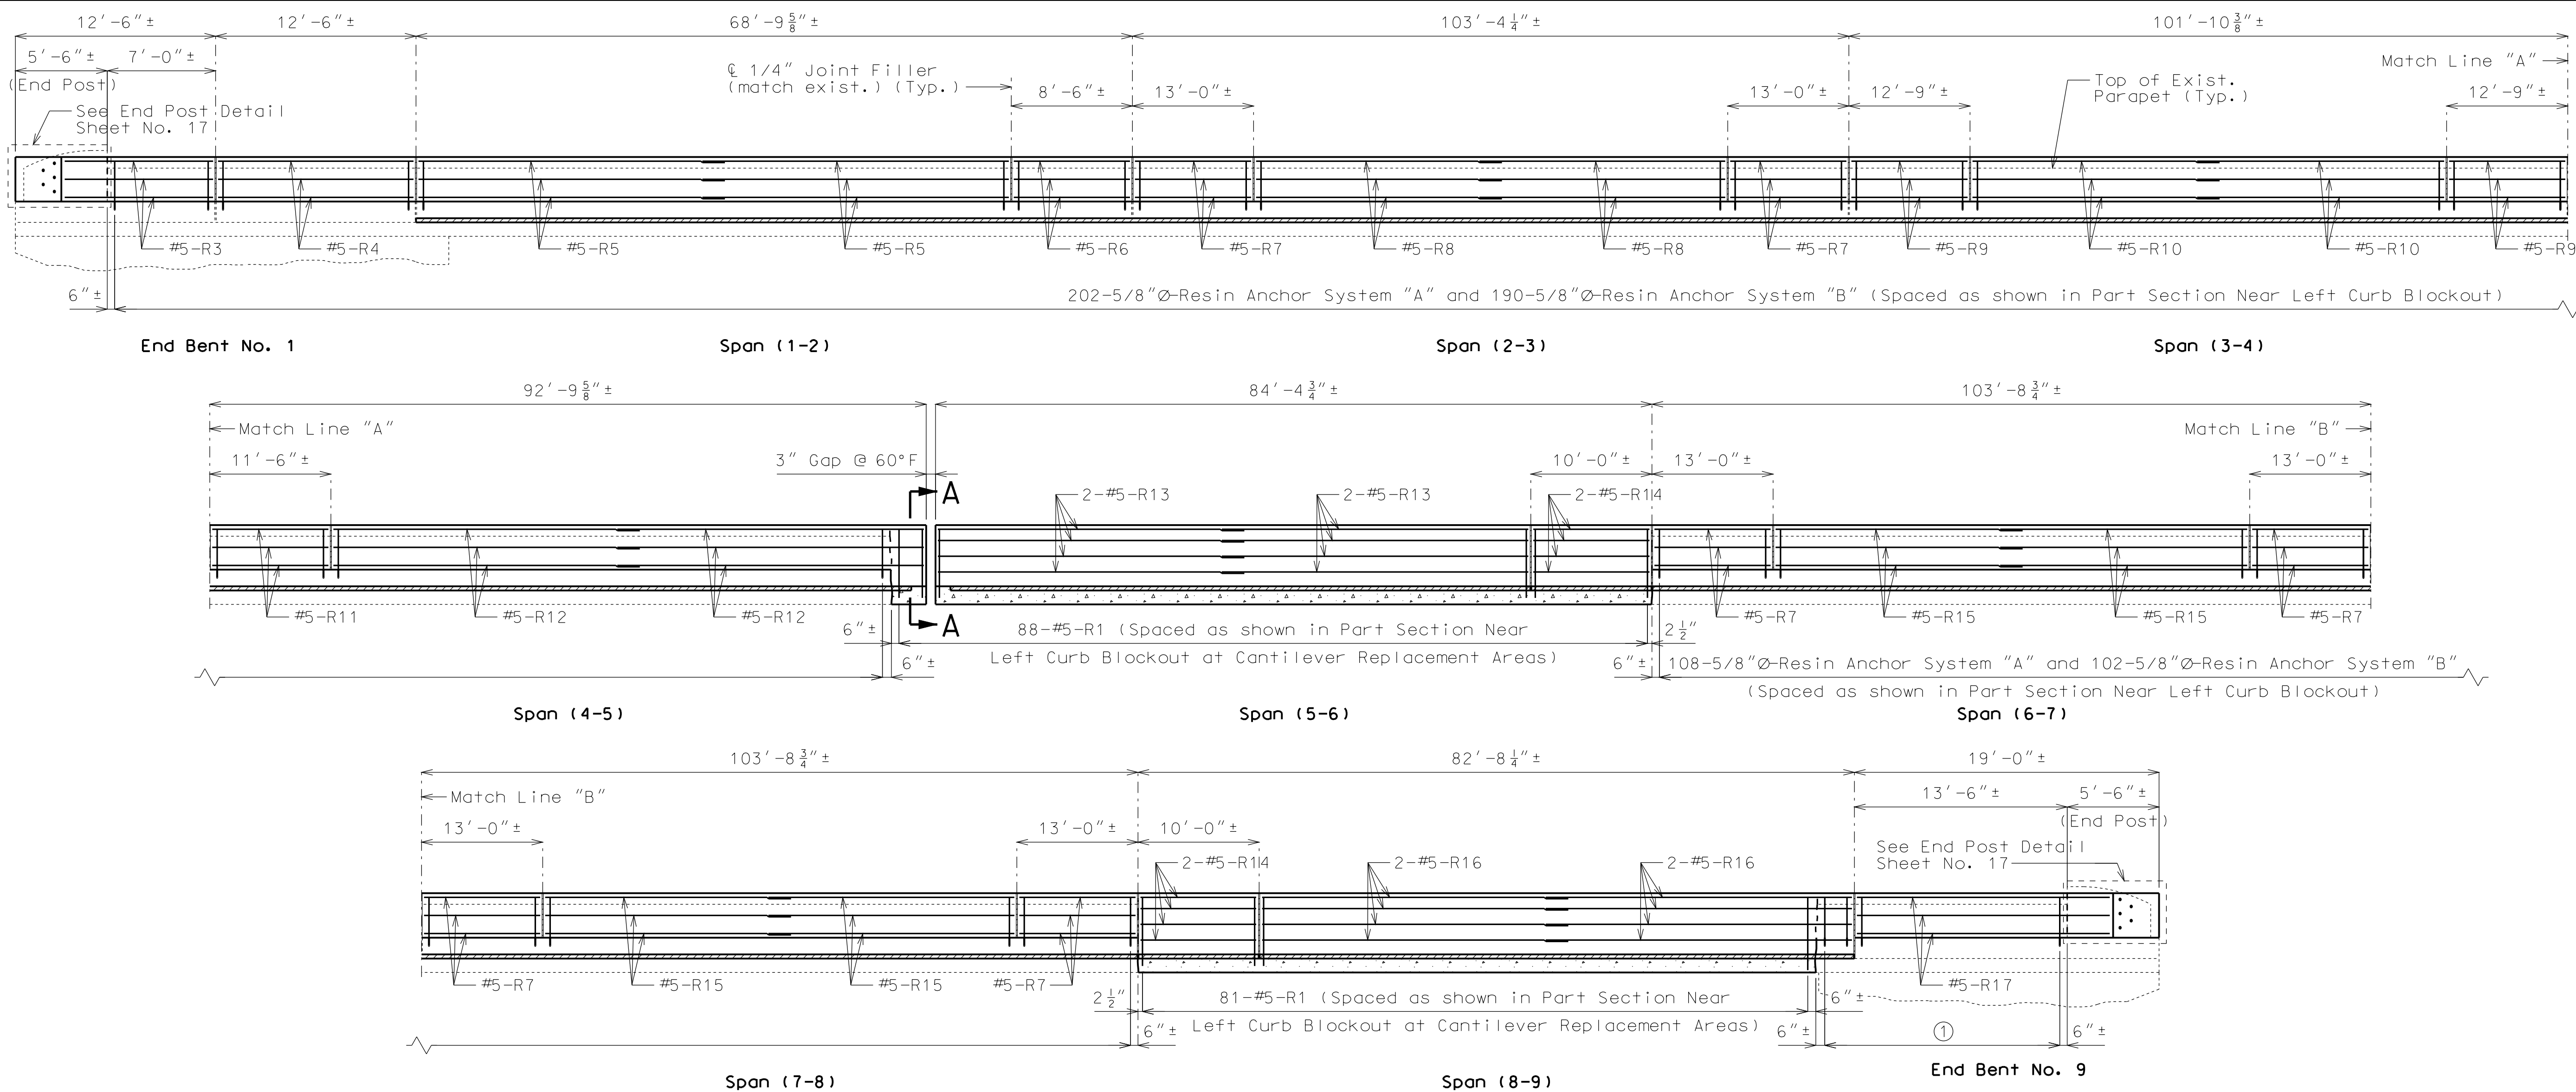 12'-6"± 12'-6"± 68'-9 5/8"± 103'-4 1/4"± 101'-10 3/8"±
5'-6"± 7'-0"±
(End Post)
See End Post Detail
Sheet No. 17
℄ 1/4" Joint Filler
(match exist.) (Typ.)
8'-6"± 13'-0"± 13'-0"± 12'-9"±
Top of Exist.
Parapet (Typ.)
Match Line "A"
12'-9"±
#5-R3 #5-R4 #5-R5 #5-R5 #5-R6 #5-R7 #5-R8 #5-R8 #5-R7 #5-R9 #5-R10 #5-R10 #5-R9
6"± 202-5/8"Ø-Resin Anchor System "A" and 190-5/8"Ø-Resin Anchor System "B" (Spaced as shown in Part Section Near Left Curb Blockout)
End Bent No. 1 Span (1-2) Span (2-3) Span (3-4)
92'-9 5/8"± 84'-4 3/4"± 103'-8 3/4"±
Match Line "A" Match Line "B"
11'-6"± 3" Gap @ 60°F 10'-0"± 13'-0"± 13'-0"±
A 2-#5-R13 2-#5-R13 2-#5-R14
#5-R11 #5-R12 #5-R12 #5-R7 #5-R15 #5-R15 #5-R7
A
6"± 88-#5-R1 (Spaced as shown in Part Section Near 2 1/2"
Left Curb Blockout at Cantilever Replacement Areas)
6"± 6"± 108-5/8"Ø-Resin Anchor System "A" and 102-5/8"Ø-Resin Anchor System "B"
(Spaced as shown in Part Section Near Left Curb Blockout)
Span (4-5) Span (5-6) Span (6-7)
103'-8 3/4"± 82'-8 1/4"± 19'-0"±
Match Line "B" 13'-6"± 5'-6"±
(End Post)
13'-0"± 13'-0"± 10'-0"±
See End Post Detail
Sheet No. 17
2-#5-R14 2-#5-R16 2-#5-R16
#5-R7 #5-R15 #5-R15 #5-R7 #5-R17
2 1/2" 81-#5-R1 (Spaced as shown in Part Section Near 6"±
6"± Left Curb Blockout at Cantilever Replacement Areas) 6"± 1 6"±
Span (7-8) Span (8-9) End Bent No. 9